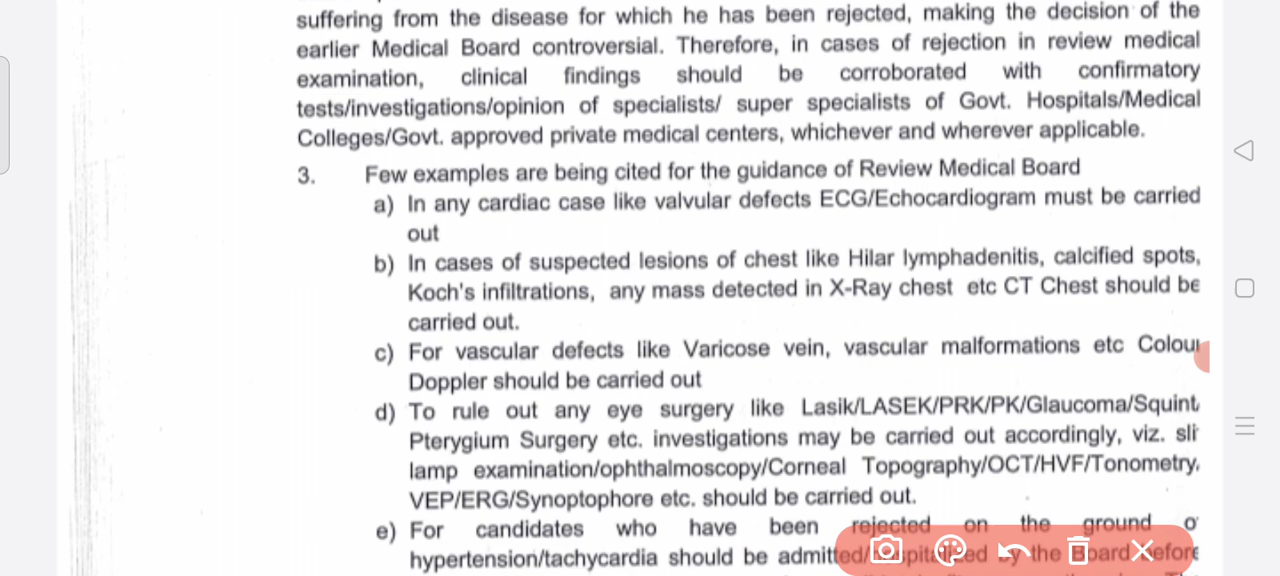 suffering from the disease for which he has been rejected, making the decision of the
earlier Medical Board controversial. Therefore, in cases of rejection in review medical
examination, clinical findings should be corroborated with confirmatory
tests/investigations/opinion of specialists/ super specialists of Govt. Hospitals/Medical
Colleges/Govt. approved private medical centers, whichever and wherever applicable.
3. Few examples are being cited for the guidance of Review Medical Board
a) In any cardiac case like valvular defects ECG/Echocardiogram must be carried
out
b) In cases of suspected lesions of chest like Hilar lymphadenitis, calcified spots,
Koch's infiltrations, any mass detected in X-Ray chest etc CT Chest should be
carried out.
c) For vascular defects like Varicose vein, vascular malformations etc Colour
Doppler should be carried out
d) To rule out any eye surgery like Lasik/LASEK/PRK/PK/Glaucoma/Squint
Pterygium Surgery etc. investigations may be carried out accordingly, viz. sli
lamp examination/ophthalmoscopy/Corneal Topography/OCT/HVF/Tonometry,
VEP/ERG/Synoptophore etc. should be carried out.
e) For candidates who have been rejected on the ground o
hypertension/tachycardia should be admitted/hospitalized by the Board before